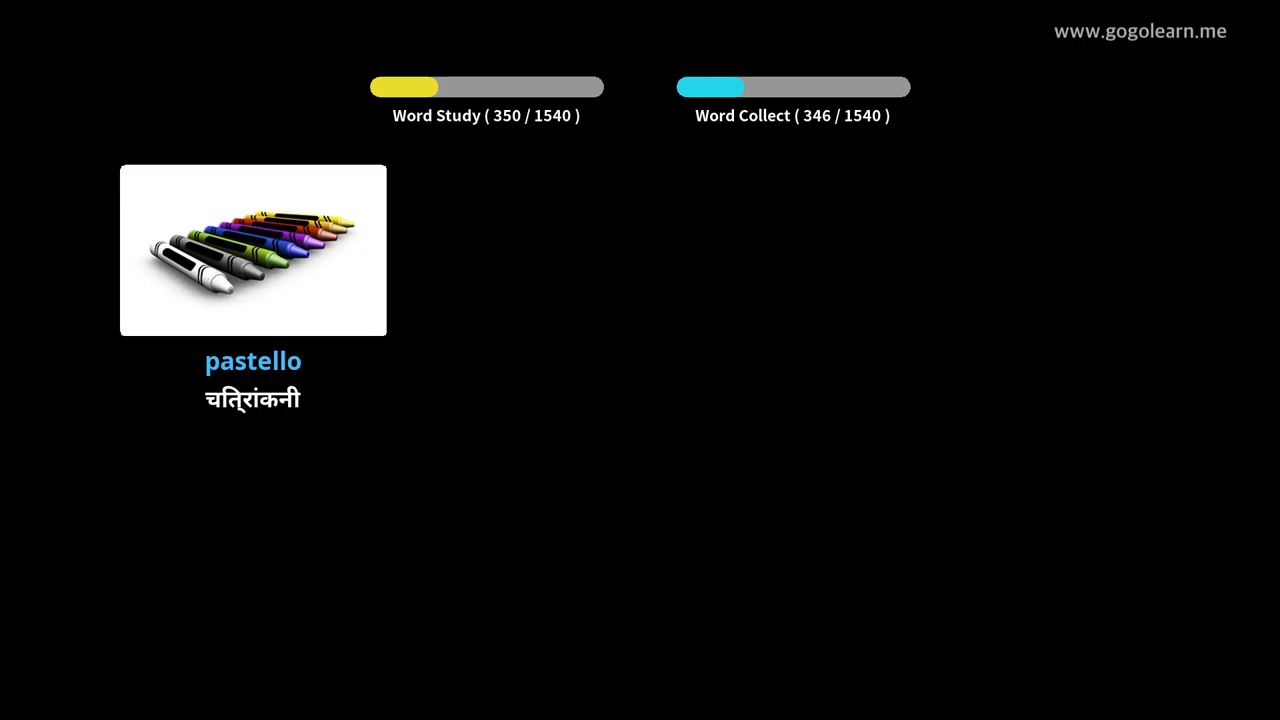 www.gogolearn.me
Word Study ( 350 / 1540 )
Word Collect ( 346 / 1540 )
pastello
चित्रांकनी